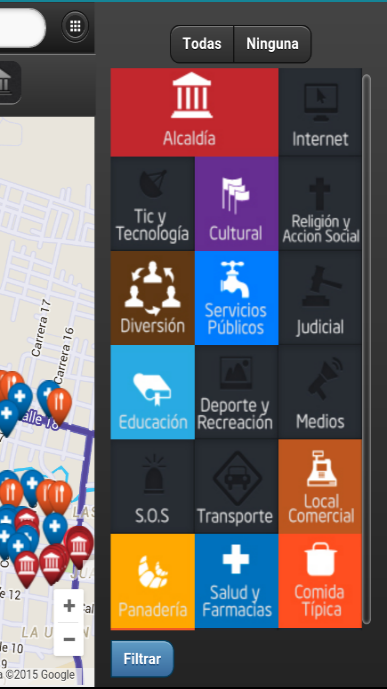 Todas
Ninguna
Alcaldía
Internet
Tic y
Tecnología
Cultural
Religión y
Accion Social
Diversión
Servicios
Públicos
Judicial
Educación
Deporte y
Recreación
Medios
S.O.S
Transporte
Local
Comercial
Panadería
Salud y
Farmacias
Comida
Típica
Filtrar
Carrera 17
Carrera 16
alle 18
LAS
e 12
LA U
N
le 10
+
−
©2015 Google